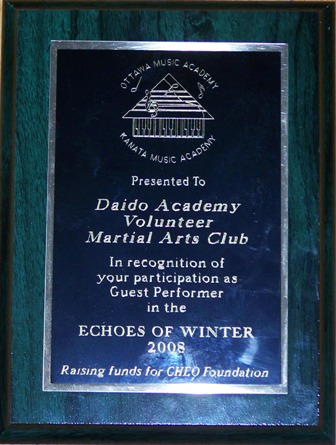 OTTAWA MUSIC ACADEMY
KANATA MUSIC ACADEMY
Presented To
Daido Academy
Volunteer
Martial Arts Club
In recognition of
your participation as
Guest Performer
in the
ECHOES OF WINTER
2008
Raising funds for CHEO Foundation